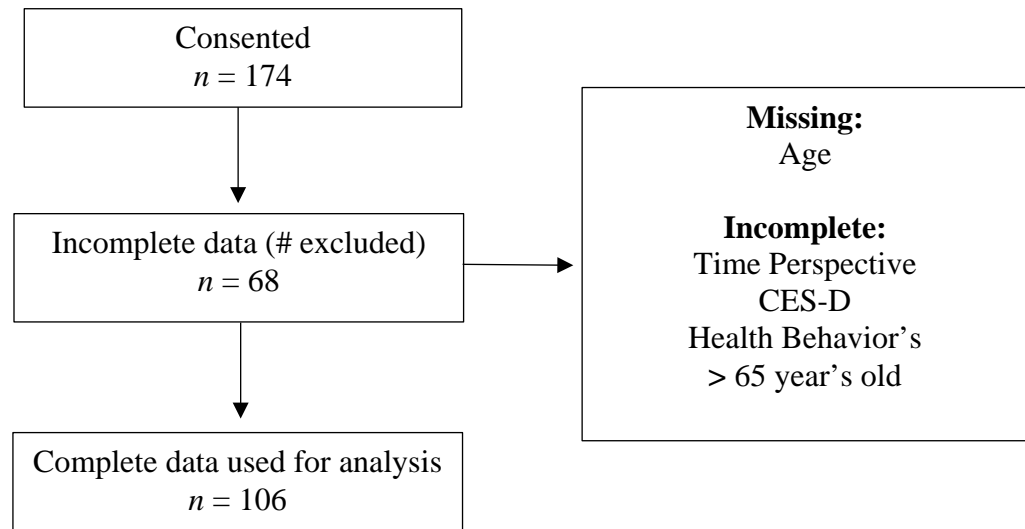 Consented
n = 174
Missing:
Age
Incomplete data (# excluded)
n = 68
Incomplete:
Time Perspective
CES-D
Health Behavior's
> 65 year's old
Complete data used for analysis
n = 106